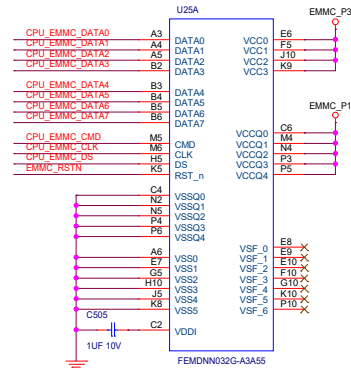 U25A
EMMC_P3
CPU_EMMC_DATA0 A3 DATA0 VCC0 E6
CPU_EMMC_DATA1 A4 DATA1 VCC1 F5
CPU_EMMC_DATA2 A5 DATA2 VCC2 J10
CPU_EMMC_DATA3 B2 DATA3 VCC3 K9
CPU_EMMC_DATA4 B3 DATA4
CPU_EMMC_DATA5 B4 DATA5
CPU_EMMC_DATA6 B5 DATA6
CPU_EMMC_DATA7 B6 DATA7
EMMC_P1
VCCQ0 C6
CPU_EMMC_CMD M5 CMD VCCQ1 M4
CPU_EMMC_CLK M6 CLK VCCQ2 N4
CPU_EMMC_DS H5 DS VCCQ3 P3
EMMC_RSTN K5 RST_n VCCQ4 P5
C4 VSSQ0
N2 VSSQ1
N5 VSSQ2
P4 VSSQ3
P6 VSSQ4
A6 VSS0 VSF_0 E8
E7 VSS1 VSF_1 E9
G5 VSS2 VSF_2 E10
H10 VSS3 VSF_3 F10
J5 VSS4 VSF_4 G10
K8 VSS5 VSF_5 K10
VSF_6 P10
C505
C2 VDDI
1UF 10V
FEMDNN032G-A3A55